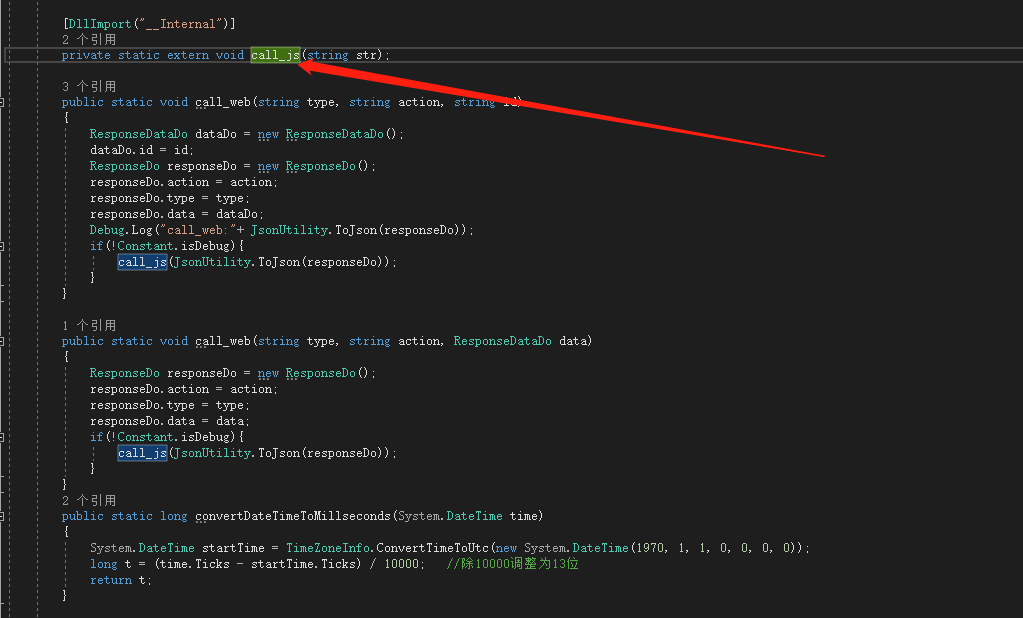 [DllImport("__Internal")]
2 个引用
private static extern void call_js(string str);
3 个引用
public static void call_web(string type, string action, string id)
{
ResponseDataDo dataDo = new ResponseDataDo();
dataDo.id = id;
ResponseDo responseDo = new ResponseDo();
responseDo.action = action;
responseDo.type = type;
responseDo.data = dataDo;
Debug.Log("call_web:"+ JsonUtility.ToJson(responseDo));
if(!Constant.isDebug){
call_js(JsonUtility.ToJson(responseDo));
}
}
1 个引用
public static void call_web(string type, string action, ResponseDataDo data)
{
ResponseDo responseDo = new ResponseDo();
responseDo.action = action;
responseDo.type = type;
responseDo.data = data;
if(!Constant.isDebug){
call_js(JsonUtility.ToJson(responseDo));
}
}
2 个引用
public static long convertDateTimeToMillseconds(System.DateTime time)
{
System.DateTime startTime = TimeZoneInfo.ConvertTimeToUtc(new System.DateTime(1970, 1, 1, 0, 0, 0, 0));
long t = (time.Ticks - startTime.Ticks) / 10000; //除10000调整为13位
return t;
}